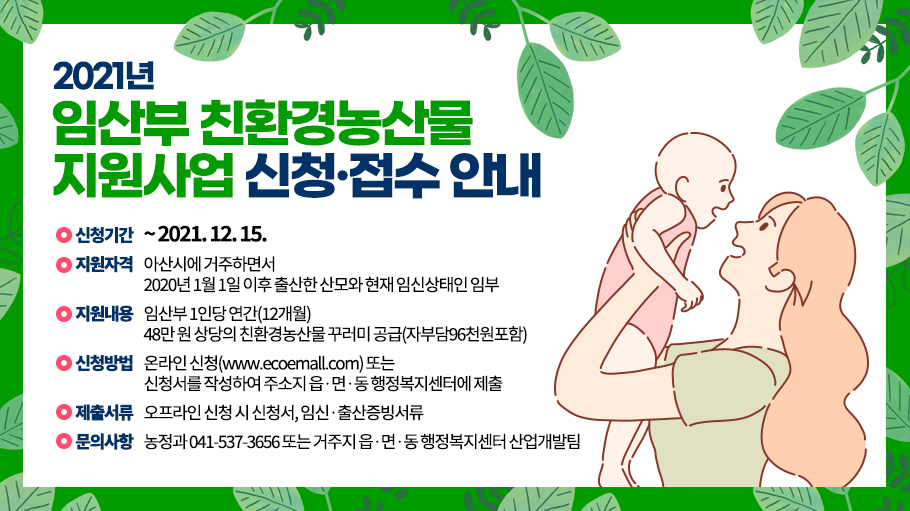 2021년
임산부 친환경농산물
지원사업 신청·접수 안내
신청기간 ~ 2021. 12. 15.
지원자격 아산시에 거주하면서
2020년 1월 1일 이후 출산한 산모와 현재 임신상태인 임부
지원내용 임산부 1인당 연간(12개월)
48만 원 상당의 친환경농산물 꾸러미 공급(자부담96천원포함)
신청방법 온라인 신청(www.ecoemall.com) 또는
신청서를 작성하여 주소지 읍·면·동 행정복지센터에 제출
제출서류 오프라인 신청 시 신청서, 임신·출산증빙서류
문의사항 농정과 041-537-3656 또는 거주지 읍·면·동 행정복지센터 산업개발팀